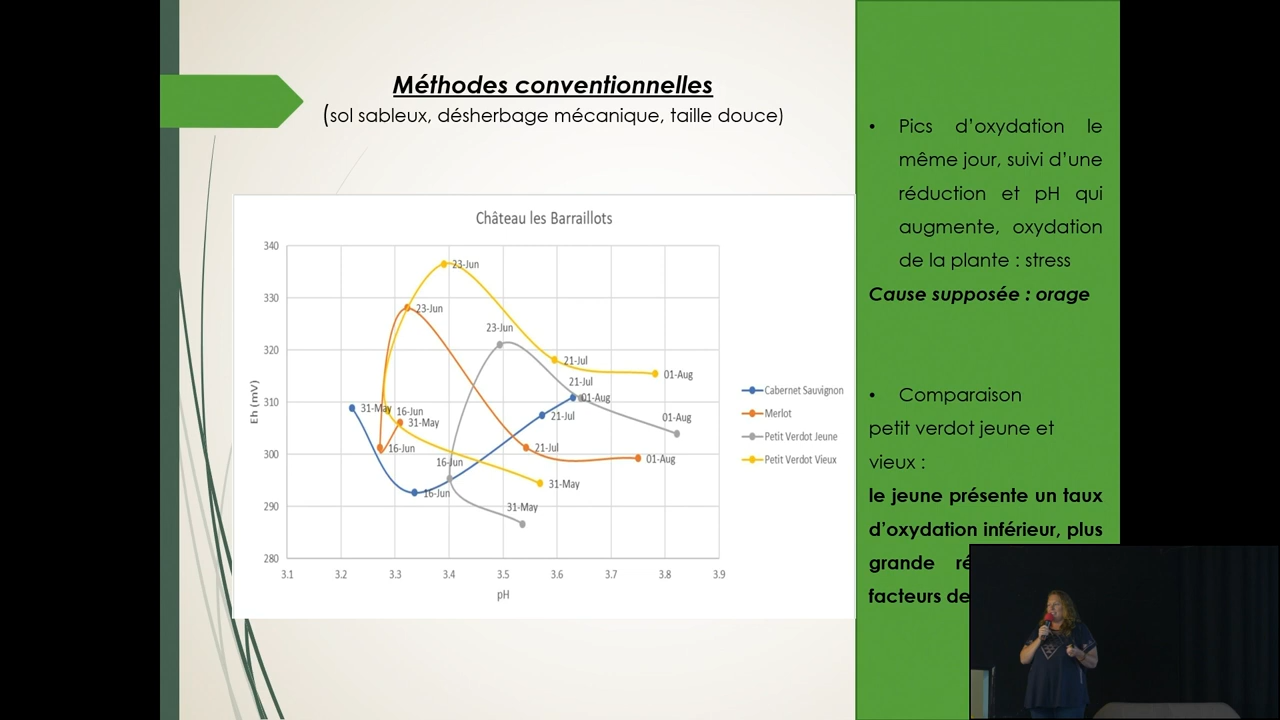 Méthodes conventionnelles
(sol sableux, désherbage mécanique, taille douce)
Château les Barraillots
340
330
320
310
300
290
280
Eh (mV)
3.1 3.2 3.3 3.4 3.5 3.6 3.7 3.8 3.9
pH
23-Jun
23-Jun
23-Jun
21-Jul
01-Aug
21-Jul
01-Aug
31-May
16-Jun
21-Jul
01-Aug
31-May
16-Jun
21-Jul
01-Aug
16-Jun
31-May
16-Jun
31-May
Cabernet Sauvignon
Merlot
Petit Verdot Jeune
Petit Verdot Vieux
• Pics d’oxydation le
même jour, suivi d’une
réduction et pH qui
augmente, oxydation
de la plante : stress
Cause supposée : orage
• Comparaison
petit verdot jeune et
vieux :
le jeune présente un taux
d’oxydation inférieur, plus
grande
facteurs